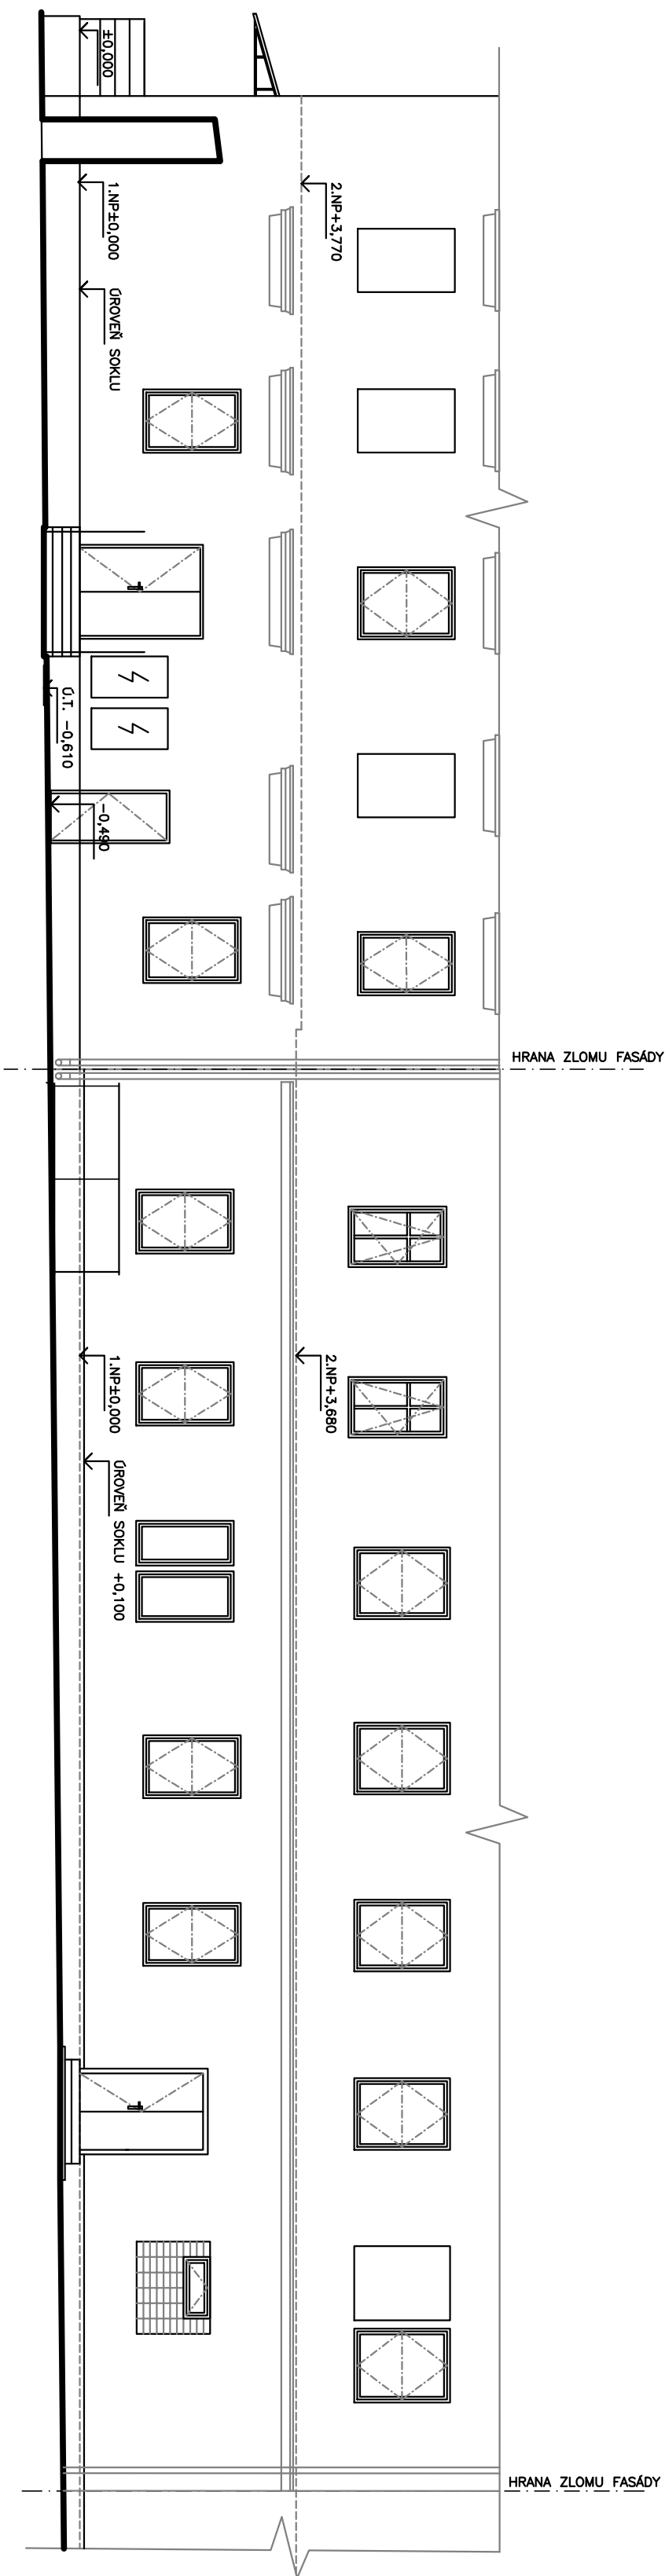 ±0,000
1.NP±0,000
2.NP+3,770
ÚROVEŇ SOKLU
Ú.T. -0,610
-0,490
HRANA ZLOMU FASÁDY
1.NP±0,000
2.NP+3,680
ÚROVEŇ SOKLU +0,100
HRANA ZLOMU FASÁDY